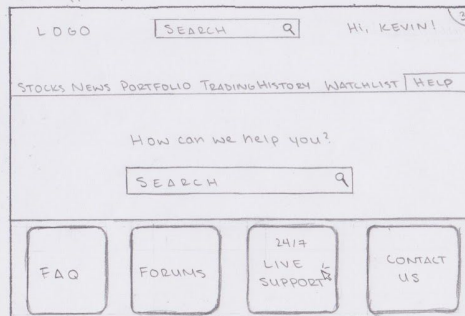 LOGO SEARCH HI, KEVIN!
STOCKS NEWS PORTFOLIO TRADING HISTORY WATCHLIST HELP
How can we help you?
SEARCH
FAQ
FORUMS
24/7
LIVE
SUPPORT
CONTACT
US